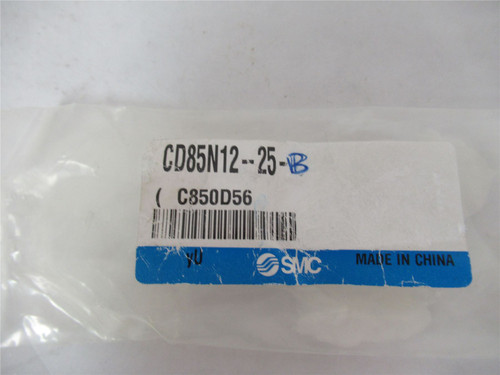 CD85N12--25-B
( C850D56
yU SMC MADE IN CHINA